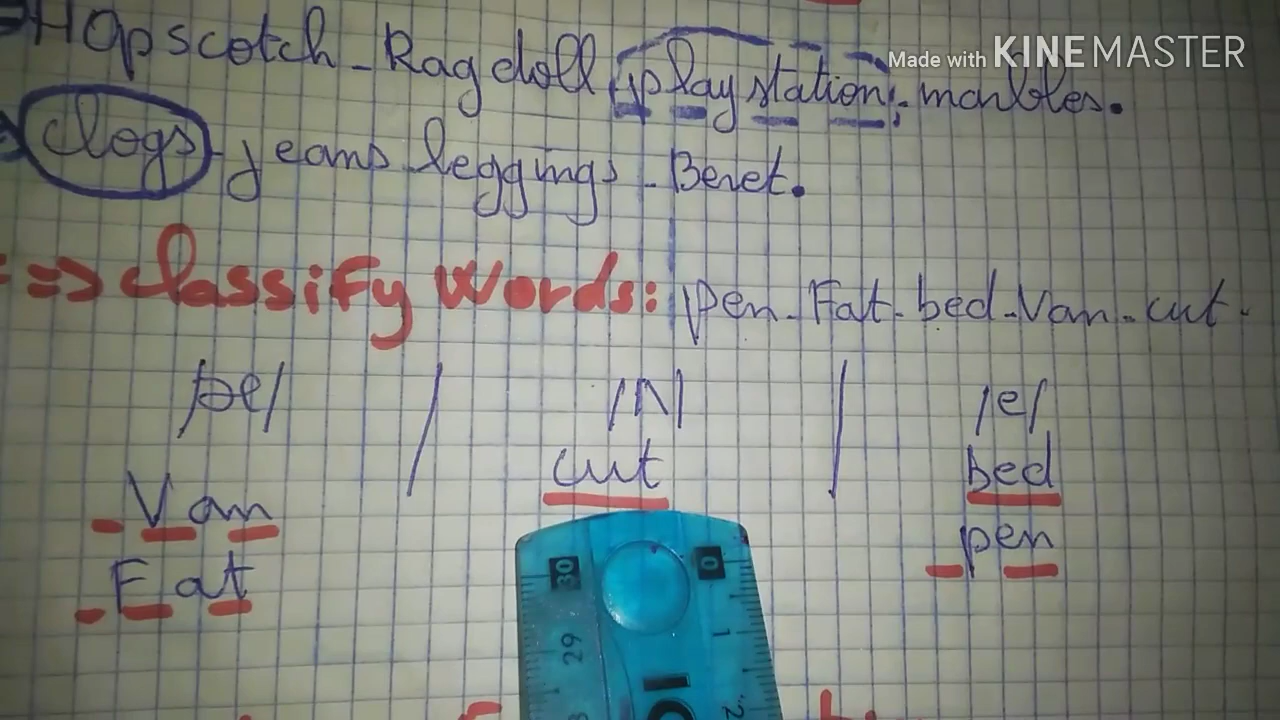 Hopscotch - Rag doll (play station). marbles.
Made with KINEMASTER
clogs - jeans leggings - Beret.
==> classify words: pen - Fat - bed - Van - cut -
/æ/ / /ʌ/ / /e/
cut bed
- Van - pen
- Fat
30 0
29 1
2